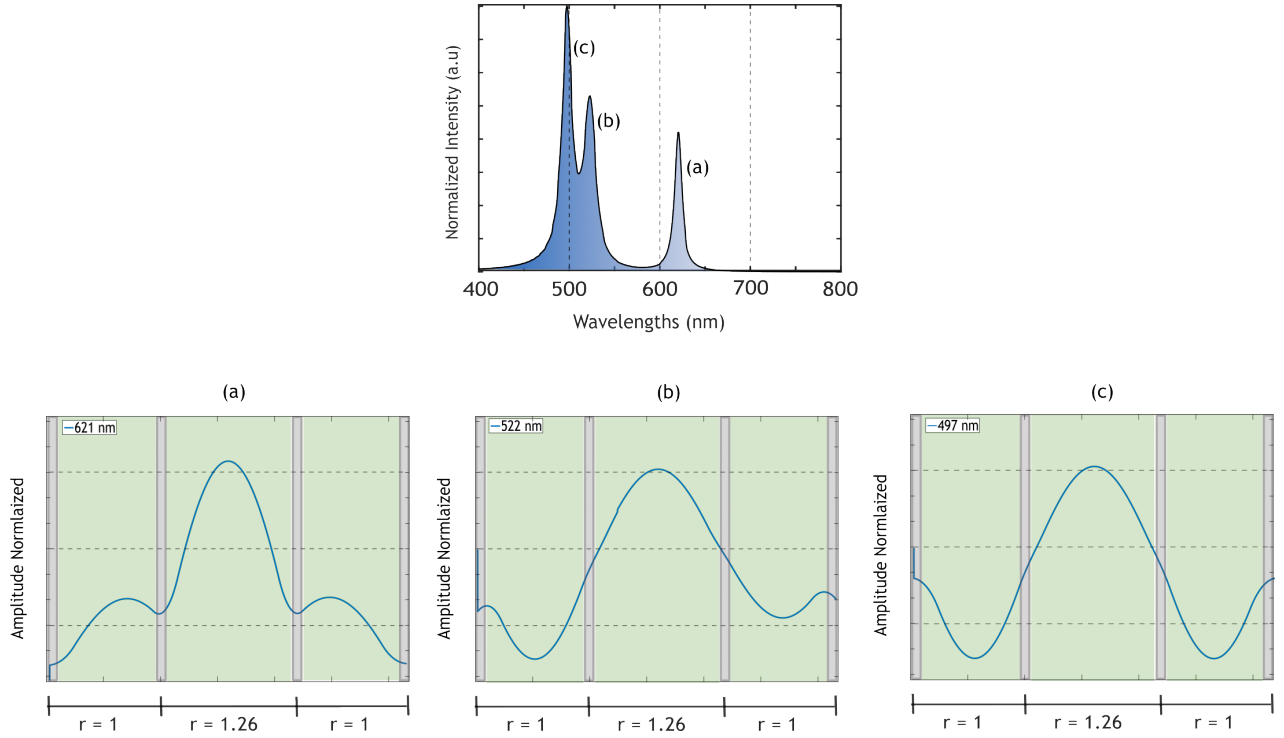 Normalized Intensity (a.u)
(c)
(b)
(a)
400 500 600 700 800
Wavelengths (nm)
(a)
(b)
(c)
621 nm
522 nm
497 nm
Amplitude Normlaized
Amplitude Normlaized
Amplitude Normlaized
r = 1 r = 1.26 r = 1
r = 1 r = 1.26 r = 1
r = 1 r = 1.26 r = 1